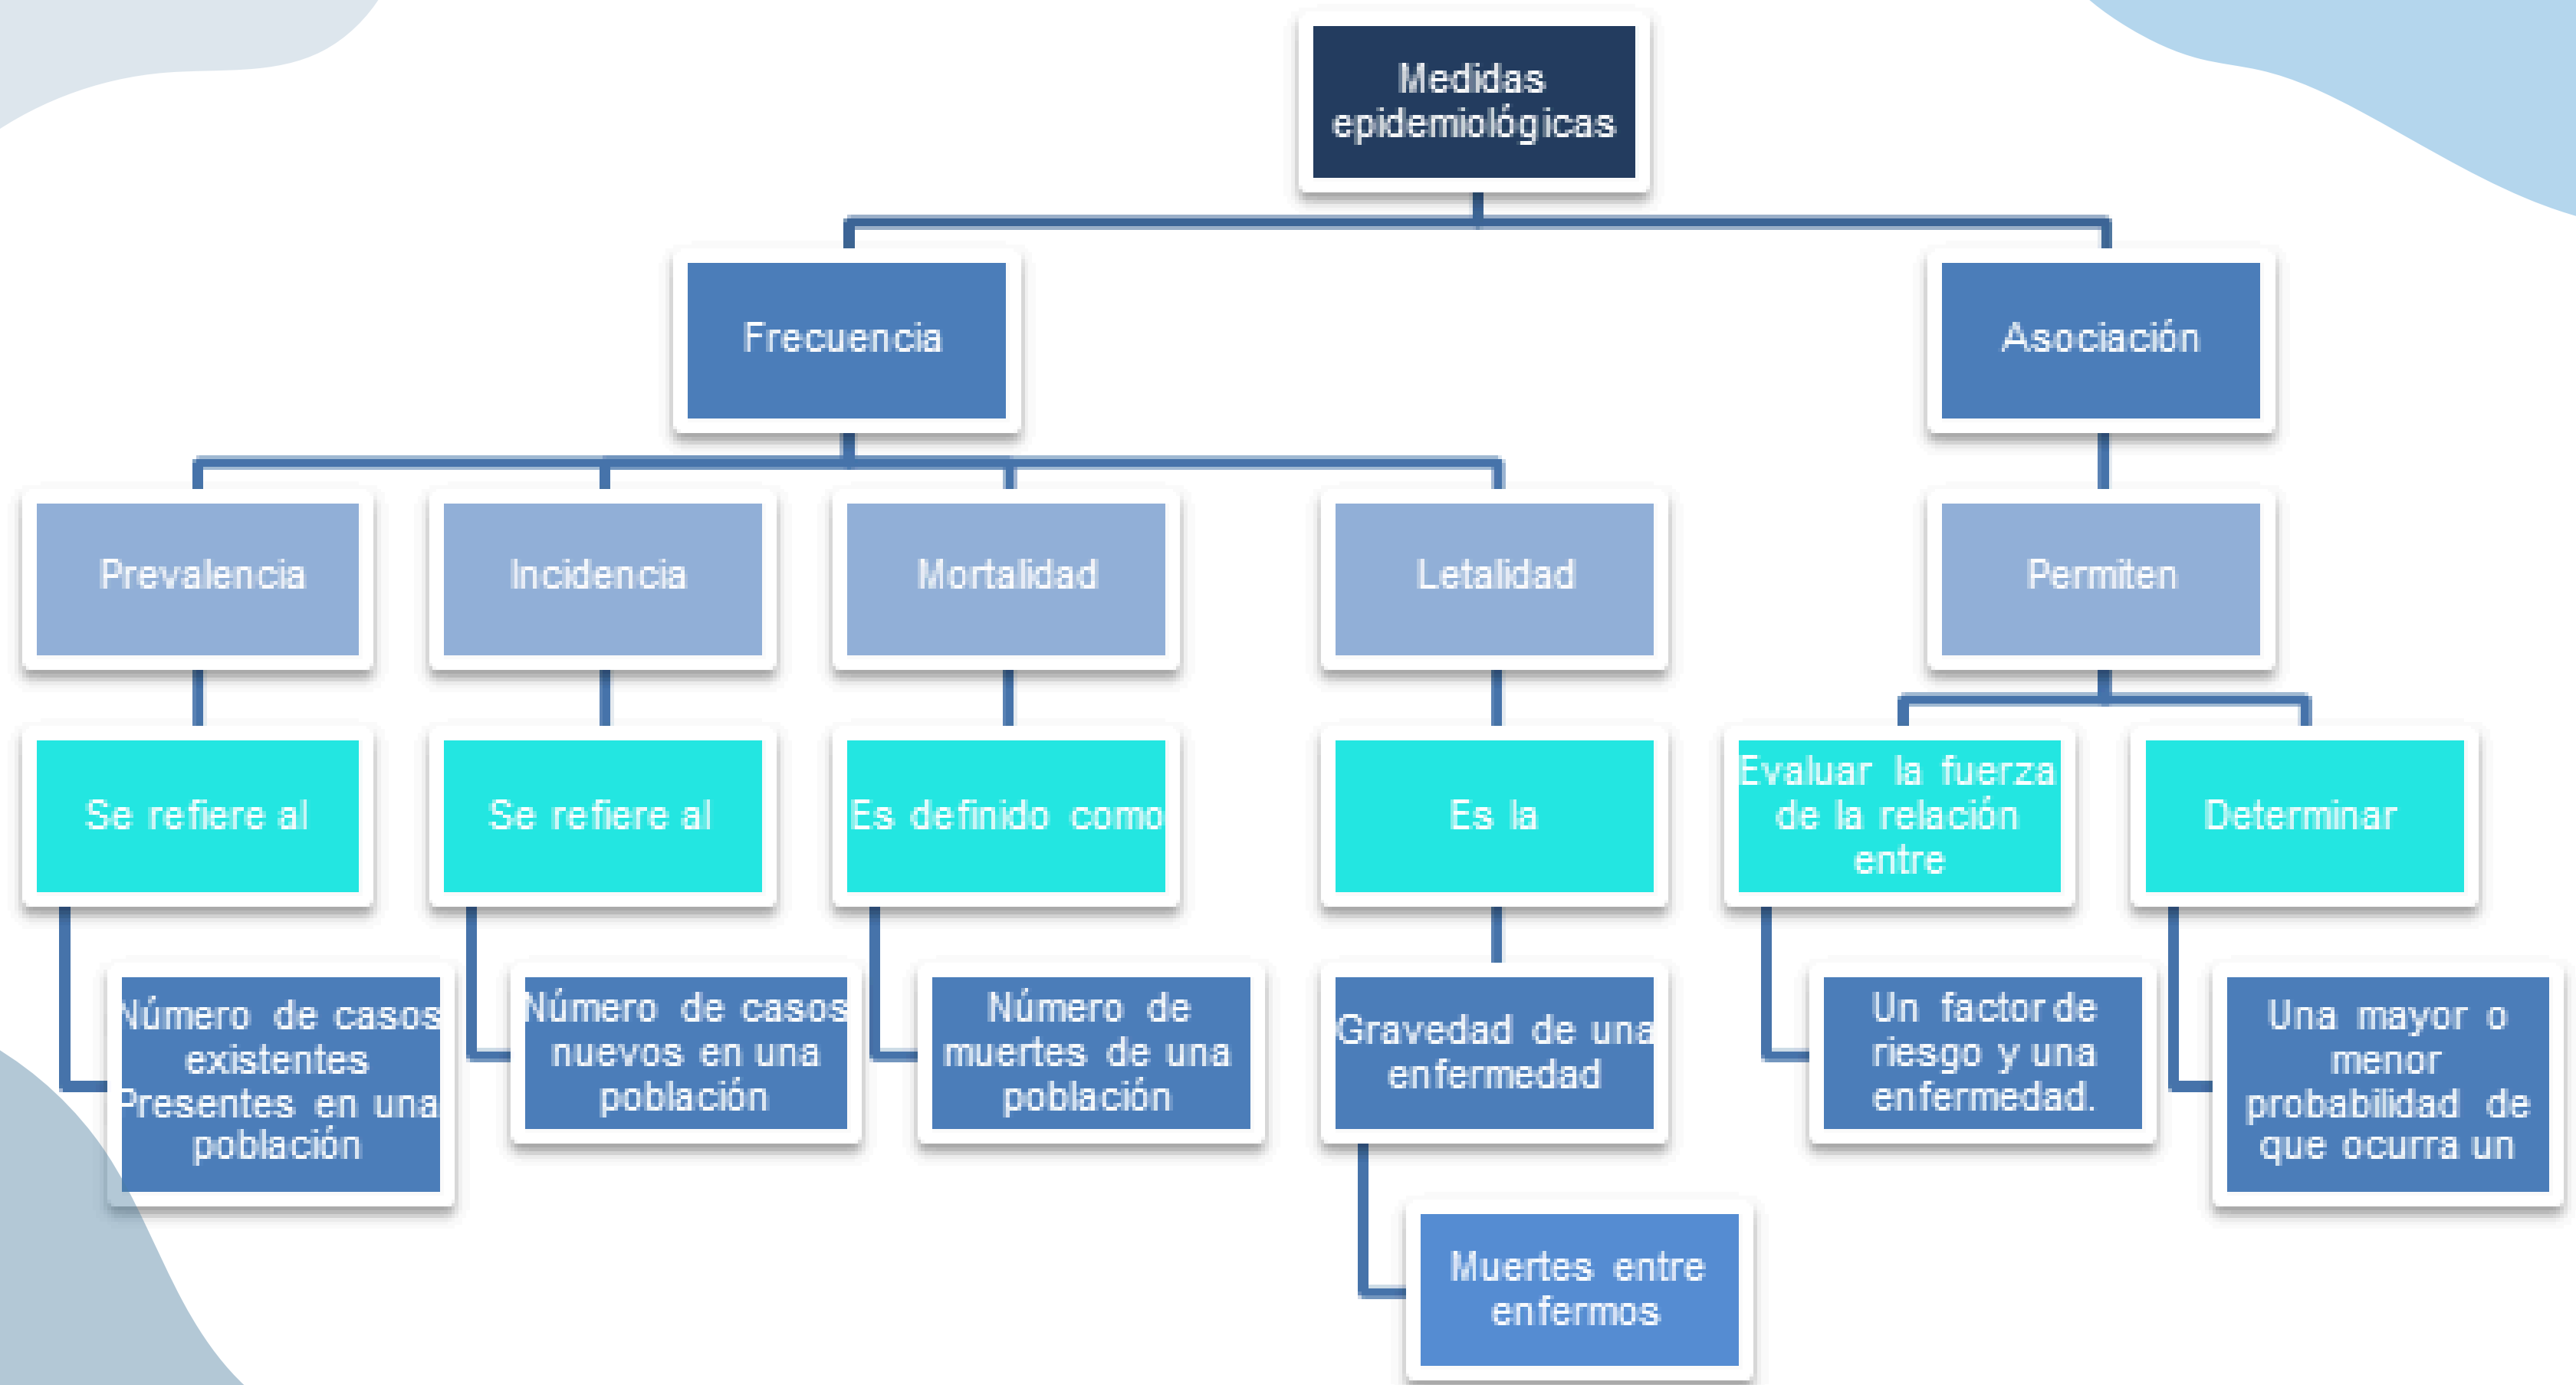 Medidas
epidemiológicas
Frecuencia
Asociación
Prevalencia
Incidencia
Mortalidad
Letalidad
Permiten
Se refiere al
Se refiere al
Es definido como
Es la
Evaluar la fuerza
de la relación
entre
Determinar
Número de casos
existentes
Presentes en una
población
Número de casos
nuevos en una
población
Número de
muertes de una
población
Gravedad de una
enfermedad
Un factor de
riesgo y una
enfermedad.
Una mayor o
menor
probabilidad de
que ocurra un
Muertes entre
enfermos